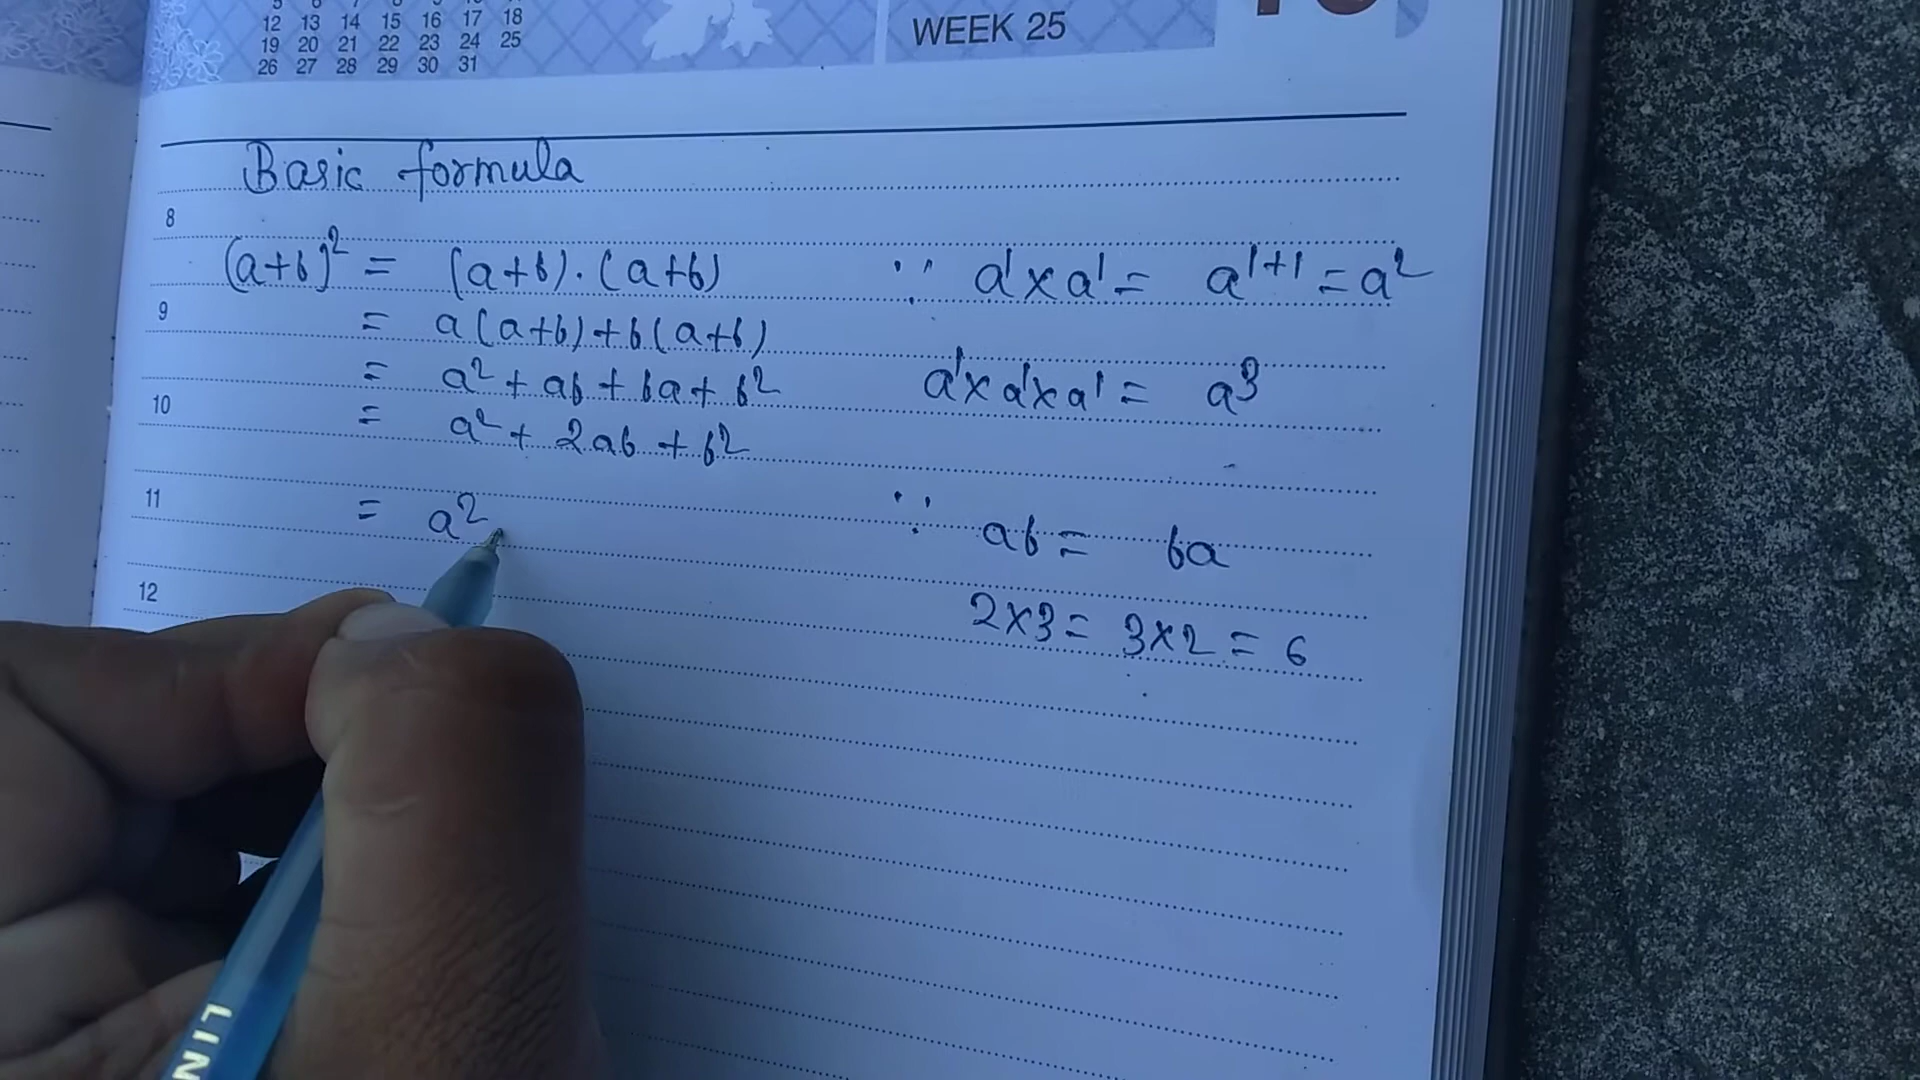 12 13 14 15 16 17 18
19 20 21 22 23 24 25
26 27 28 29 30 31
WEEK 25
Basic formula
8
(a+b)² = (a+b).(a+b) ∵ a¹×a¹ = a¹⁺¹ = a²
9
= a(a+b)+b(a+b)
= a² + ab + ba + b² a¹×a¹×a¹ = a³
10
= a² + 2ab + b²
11
= a² ∵ ab = ba
12
2×3 = 3×2 = 6
LIN